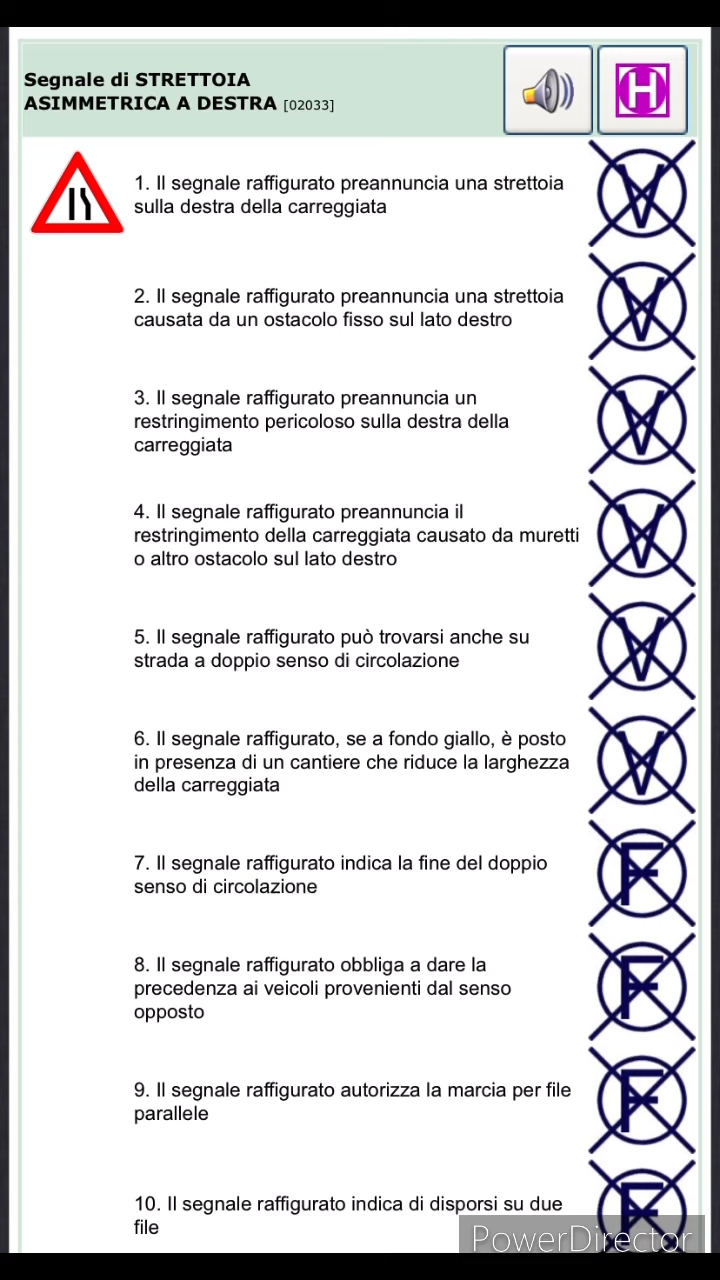 Segnale di STRETTOIA
ASIMMETRICA A DESTRA [02033]
H
1. Il segnale raffigurato preannuncia una strettoia
sulla destra della carreggiata
V
2. Il segnale raffigurato preannuncia una strettoia
causata da un ostacolo fisso sul lato destro
V
3. Il segnale raffigurato preannuncia un
restringimento pericoloso sulla destra della
carreggiata
V
4. Il segnale raffigurato preannuncia il
restringimento della carreggiata causato da muretti
o altro ostacolo sul lato destro
V
5. Il segnale raffigurato può trovarsi anche su
strada a doppio senso di circolazione
V
6. Il segnale raffigurato, se a fondo giallo, è posto
in presenza di un cantiere che riduce la larghezza
della carreggiata
V
7. Il segnale raffigurato indica la fine del doppio
senso di circolazione
F
8. Il segnale raffigurato obbliga a dare la
precedenza ai veicoli provenienti dal senso
opposto
F
9. Il segnale raffigurato autorizza la marcia per file
parallele
F
10. Il segnale raffigurato indica di disporsi su due
file
F
PowerDirector